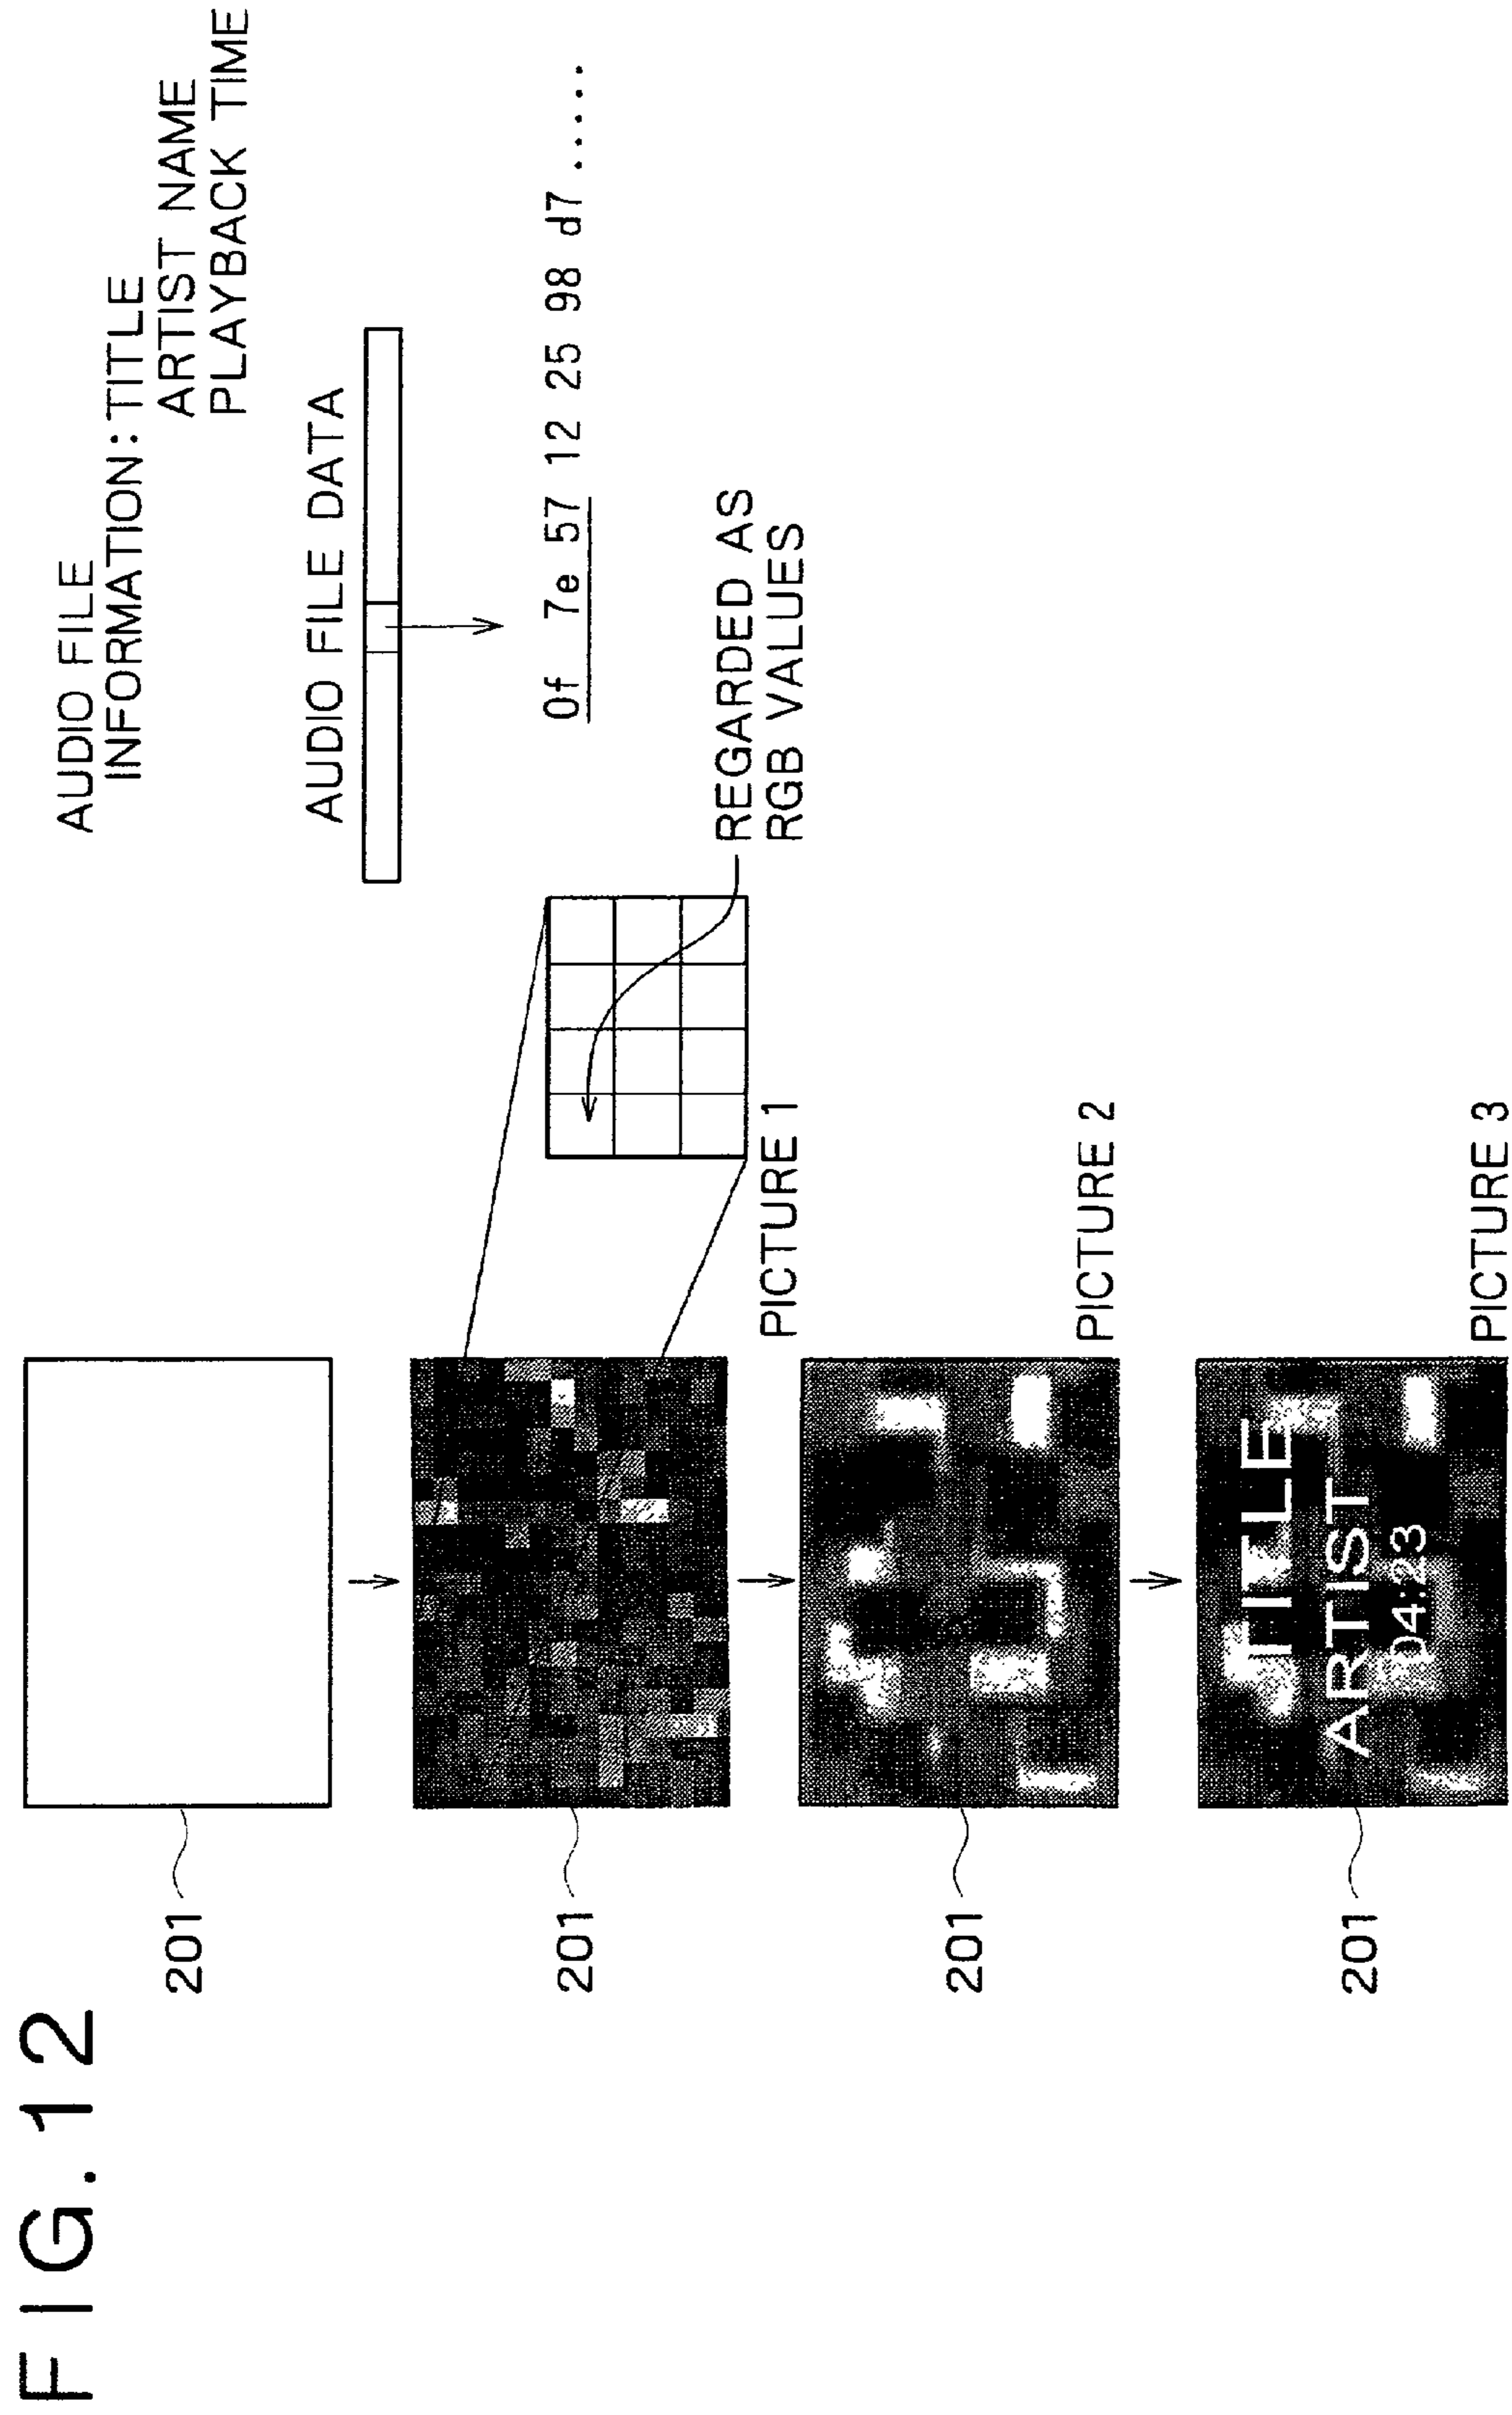 FIG.12
AUDIO FILE
INFORMATION:TITLE
ARTIST NAME
PLAYBACK TIME
AUDIO FILE DATA
0f 7e 57 12 25 98 d7 .....
REGARDED AS
RGB VALUES
201
201
PICTURE 1
201
PICTURE 2
201
TITLE
ARTIST
04:23
PICTURE 3